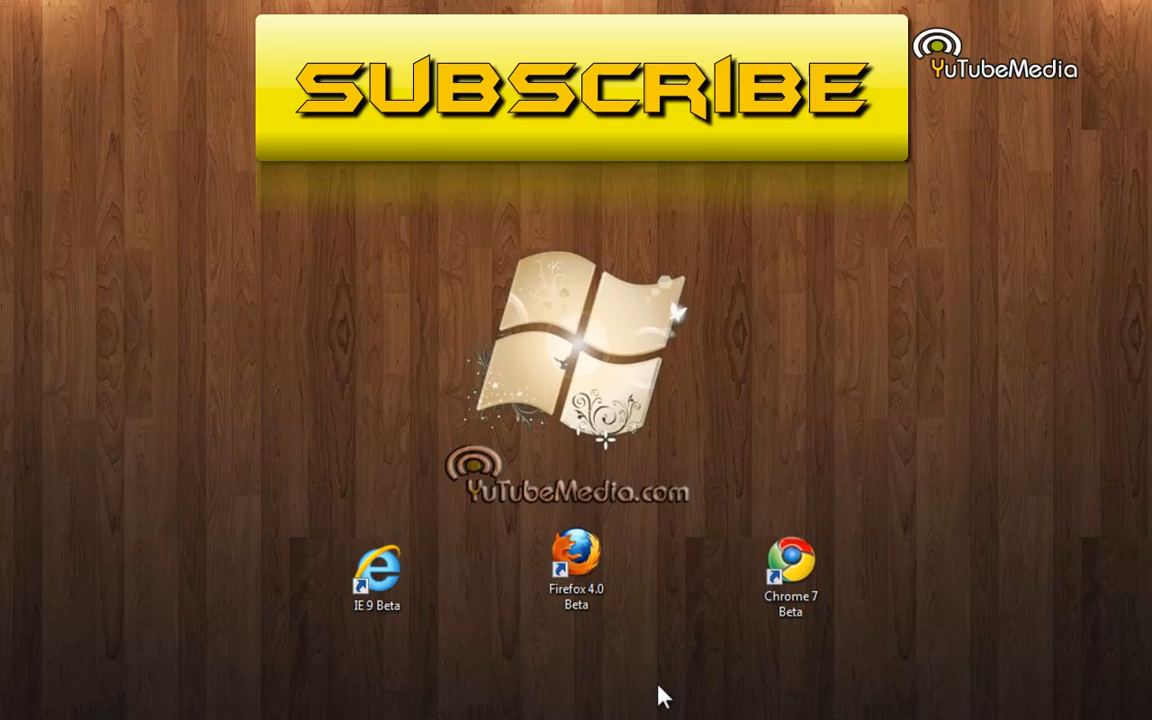 SUBSCRIBE
YuTubeMedia
YuTubeMedia.com
IE 9 Beta
Firefox 4.0
Beta
Chrome 7
Beta